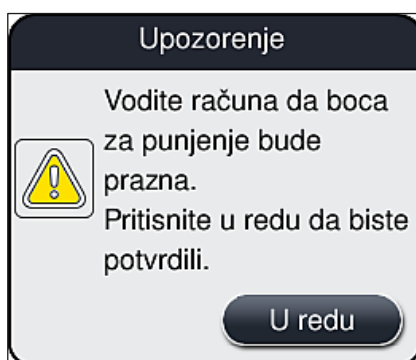 Upozorenje
Vodite računa da boca
za punjenje bude
prazna.
Pritisnite u redu da biste
potvrdili.
U redu